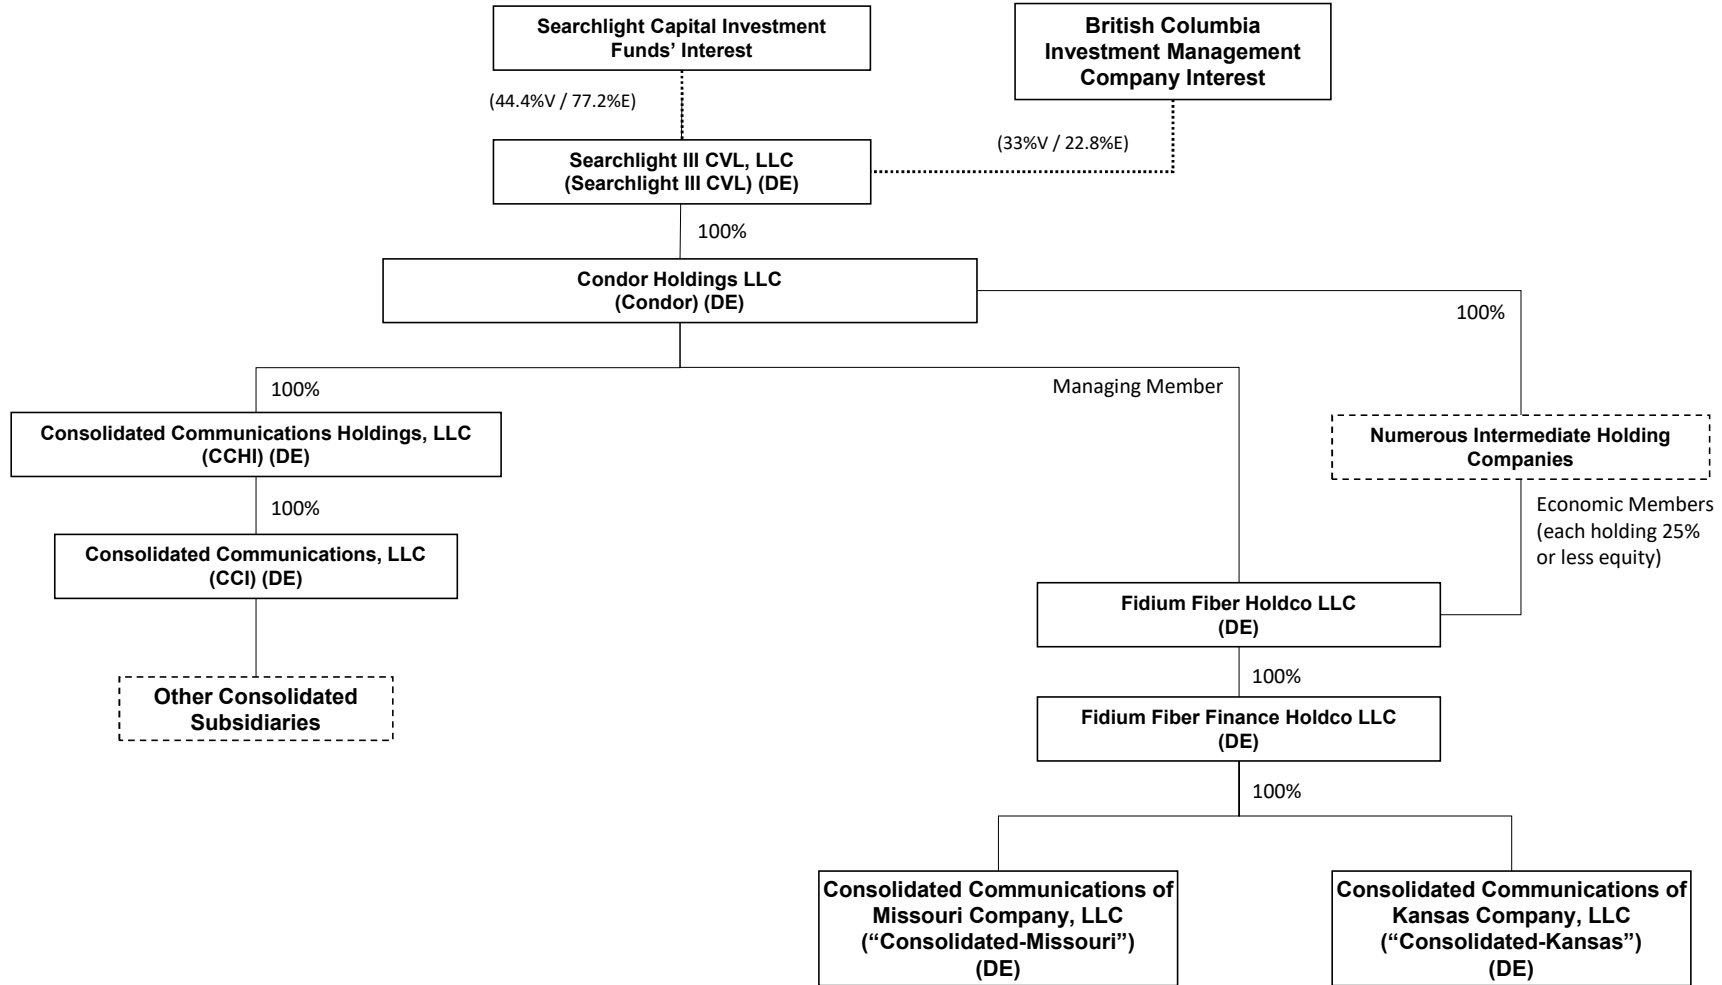 Searchlight Capital Investment
Funds’ Interest
British Columbia
Investment Management
Company Interest
(44.4%V / 77.2%E)
(33%V / 22.8%E)
Searchlight III CVL, LLC
(Searchlight III CVL) (DE)
100%
Condor Holdings LLC
(Condor) (DE)
100%
100%
Managing Member
Consolidated Communications Holdings, LLC
(CCHI) (DE)
Numerous Intermediate Holding
Companies
100%
Economic Members
(each holding 25%
or less equity)
Consolidated Communications, LLC
(CCI) (DE)
Fidium Fiber Holdco LLC
(DE)
100%
Other Consolidated
Subsidiaries
Fidium Fiber Finance Holdco LLC
(DE)
100%
Consolidated Communications of
Missouri Company, LLC
(“Consolidated-Missouri”)
(DE)
Consolidated Communications of
Kansas Company, LLC
(“Consolidated-Kansas”)
(DE)